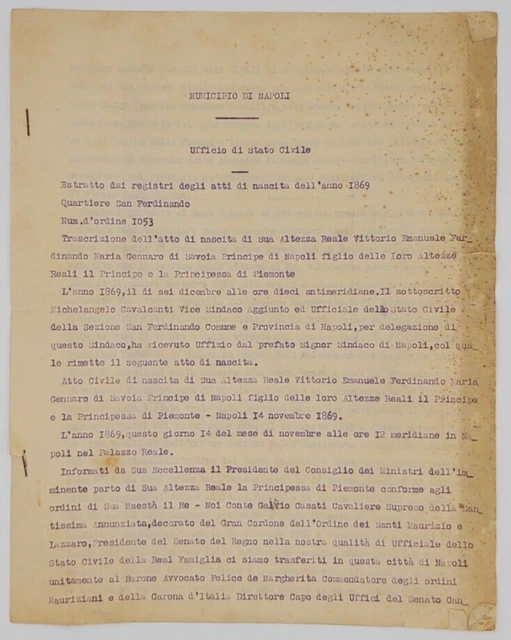 MUNICIPIO DI NAPOLI
Ufficio di Stato Civile
Estratto dai registri degli atti di nascita dell'anno 1869
Quartiere San Ferdinando
Num.d'ordine 1053
Trascrizione dell'Atto di nascita di Sua Altezza Reale Vittorio Emanuele Fer_
dinando Maria Gennaro di Savoia Principe di Napoli figlio delle loro Altezze
Reali il Principe e la Principessa di Piemonte
L'anno 1869,il dì sei dicembre alle ore dieci antimeridiane.Il sottoscritto
Michelangelo Cavalcanti Vice Sindaco Aggiunto ed Ufficiale dello Stato Civile
della Sezione San Ferdinando Comune e Provincia di Napoli,per delegazione di
questo Sindaco,ha ricevuto Uffizio dal prefato Signor Sindaco di Napoli,col qua_
le rimette il seguente atto di nascita.
Atto Civile di nascita di Sua Altezza Reale Vittorio Emanuele Ferdinando Maria
Gennaro di Savoia Principe di Napoli figlio delle loro Altezze Reali il Principe
e la Principessa di Piemonte - Napoli 14 novembre 1869.
L'anno 1869,questo giorno 14 del mese di novembre alle ore 12 meridiane in Na_
poli nel Palazzo Reale.
Informati da Sua Eccellenza il Presidente del Consiglio dei Ministri dell'im_
minente parto di Sua Altezza Reale la Principessa di Piemonte conforme agli
ordini di Sua Maestà il Re - Noi Conte Casati Cavaliere Supremo della San_
tissima Annunziata,decorato del Gran Cordone dell'Ordine dei Santi Maurizio e
Lazzaro,Presidente del Senato del Regno nella nostra qualità di Ufficiale dello
Stato Civile della Real Famiglia ci siamo trasferiti in questa città di Napoli
unitamente al Barone Avvocato Felice de Margherita Commendatore degli ordini
Mauriziani e della Corona d'Italia Direttore Capo degli Uffici del Senato Can_